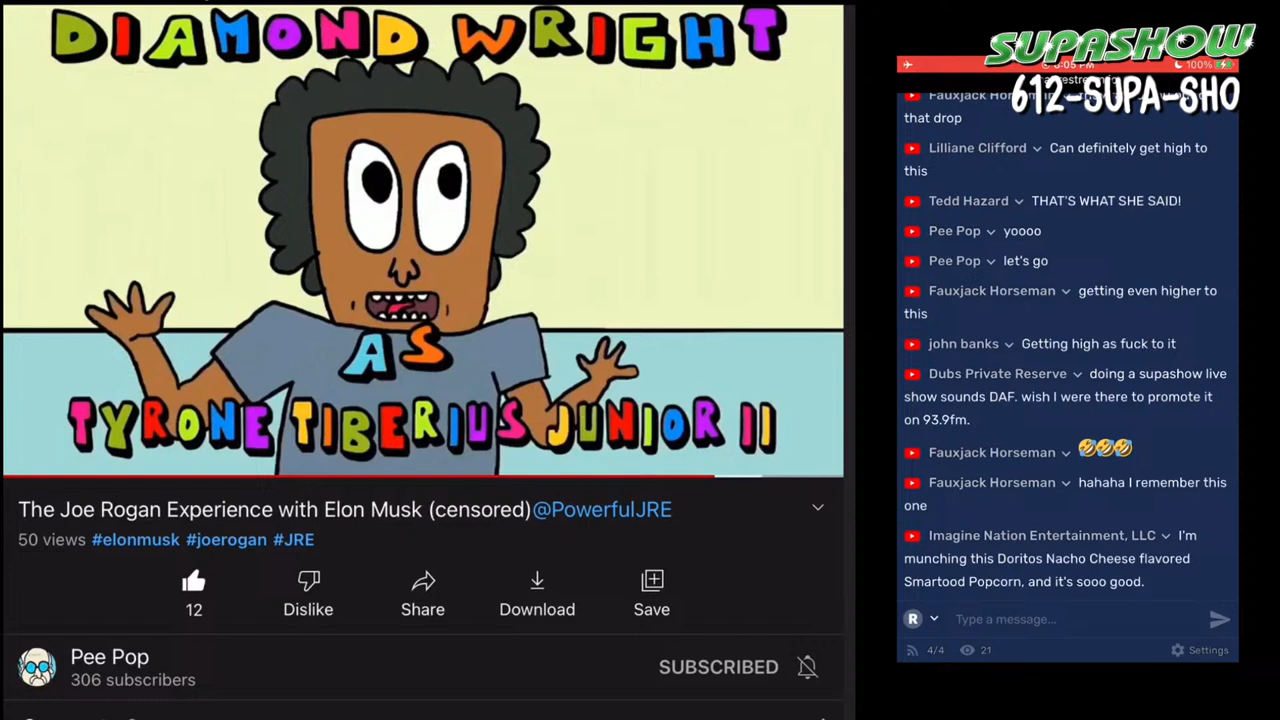 DIAMOND WRIGHT
AS
TYRONE TIBERIUS JUNIOR II
The Joe Rogan Experience with Elon Musk (censored)@PowerfulJRE
50 views #elonmusk #joerogan #JRE
12
Dislike
Share
Download
Save
Pee Pop
306 subscribers
SUBSCRIBED
SUPASHOW
100%
612-SUPA-SHO
that drop
Lilliane Clifford Can definitely get high to
this
Tedd Hazard THAT'S WHAT SHE SAID!
Pee Pop yoooo
Pee Pop let's go
Fauxjack Horseman getting even higher to
this
john banks Getting high as fuck to it
Dubs Private Reserve doing a supashow live
show sounds DAF. wish I were there to promote it
on 93.9fm.
Fauxjack Horseman 🤣🤣🤣
Fauxjack Horseman hahaha I remember this
one
Imagine Nation Entertainment, LLC I'm
munching this Doritos Nacho Cheese flavored
Smartood Popcorn, and it's sooo good.
R
Type a message...
4/4
21
Settings